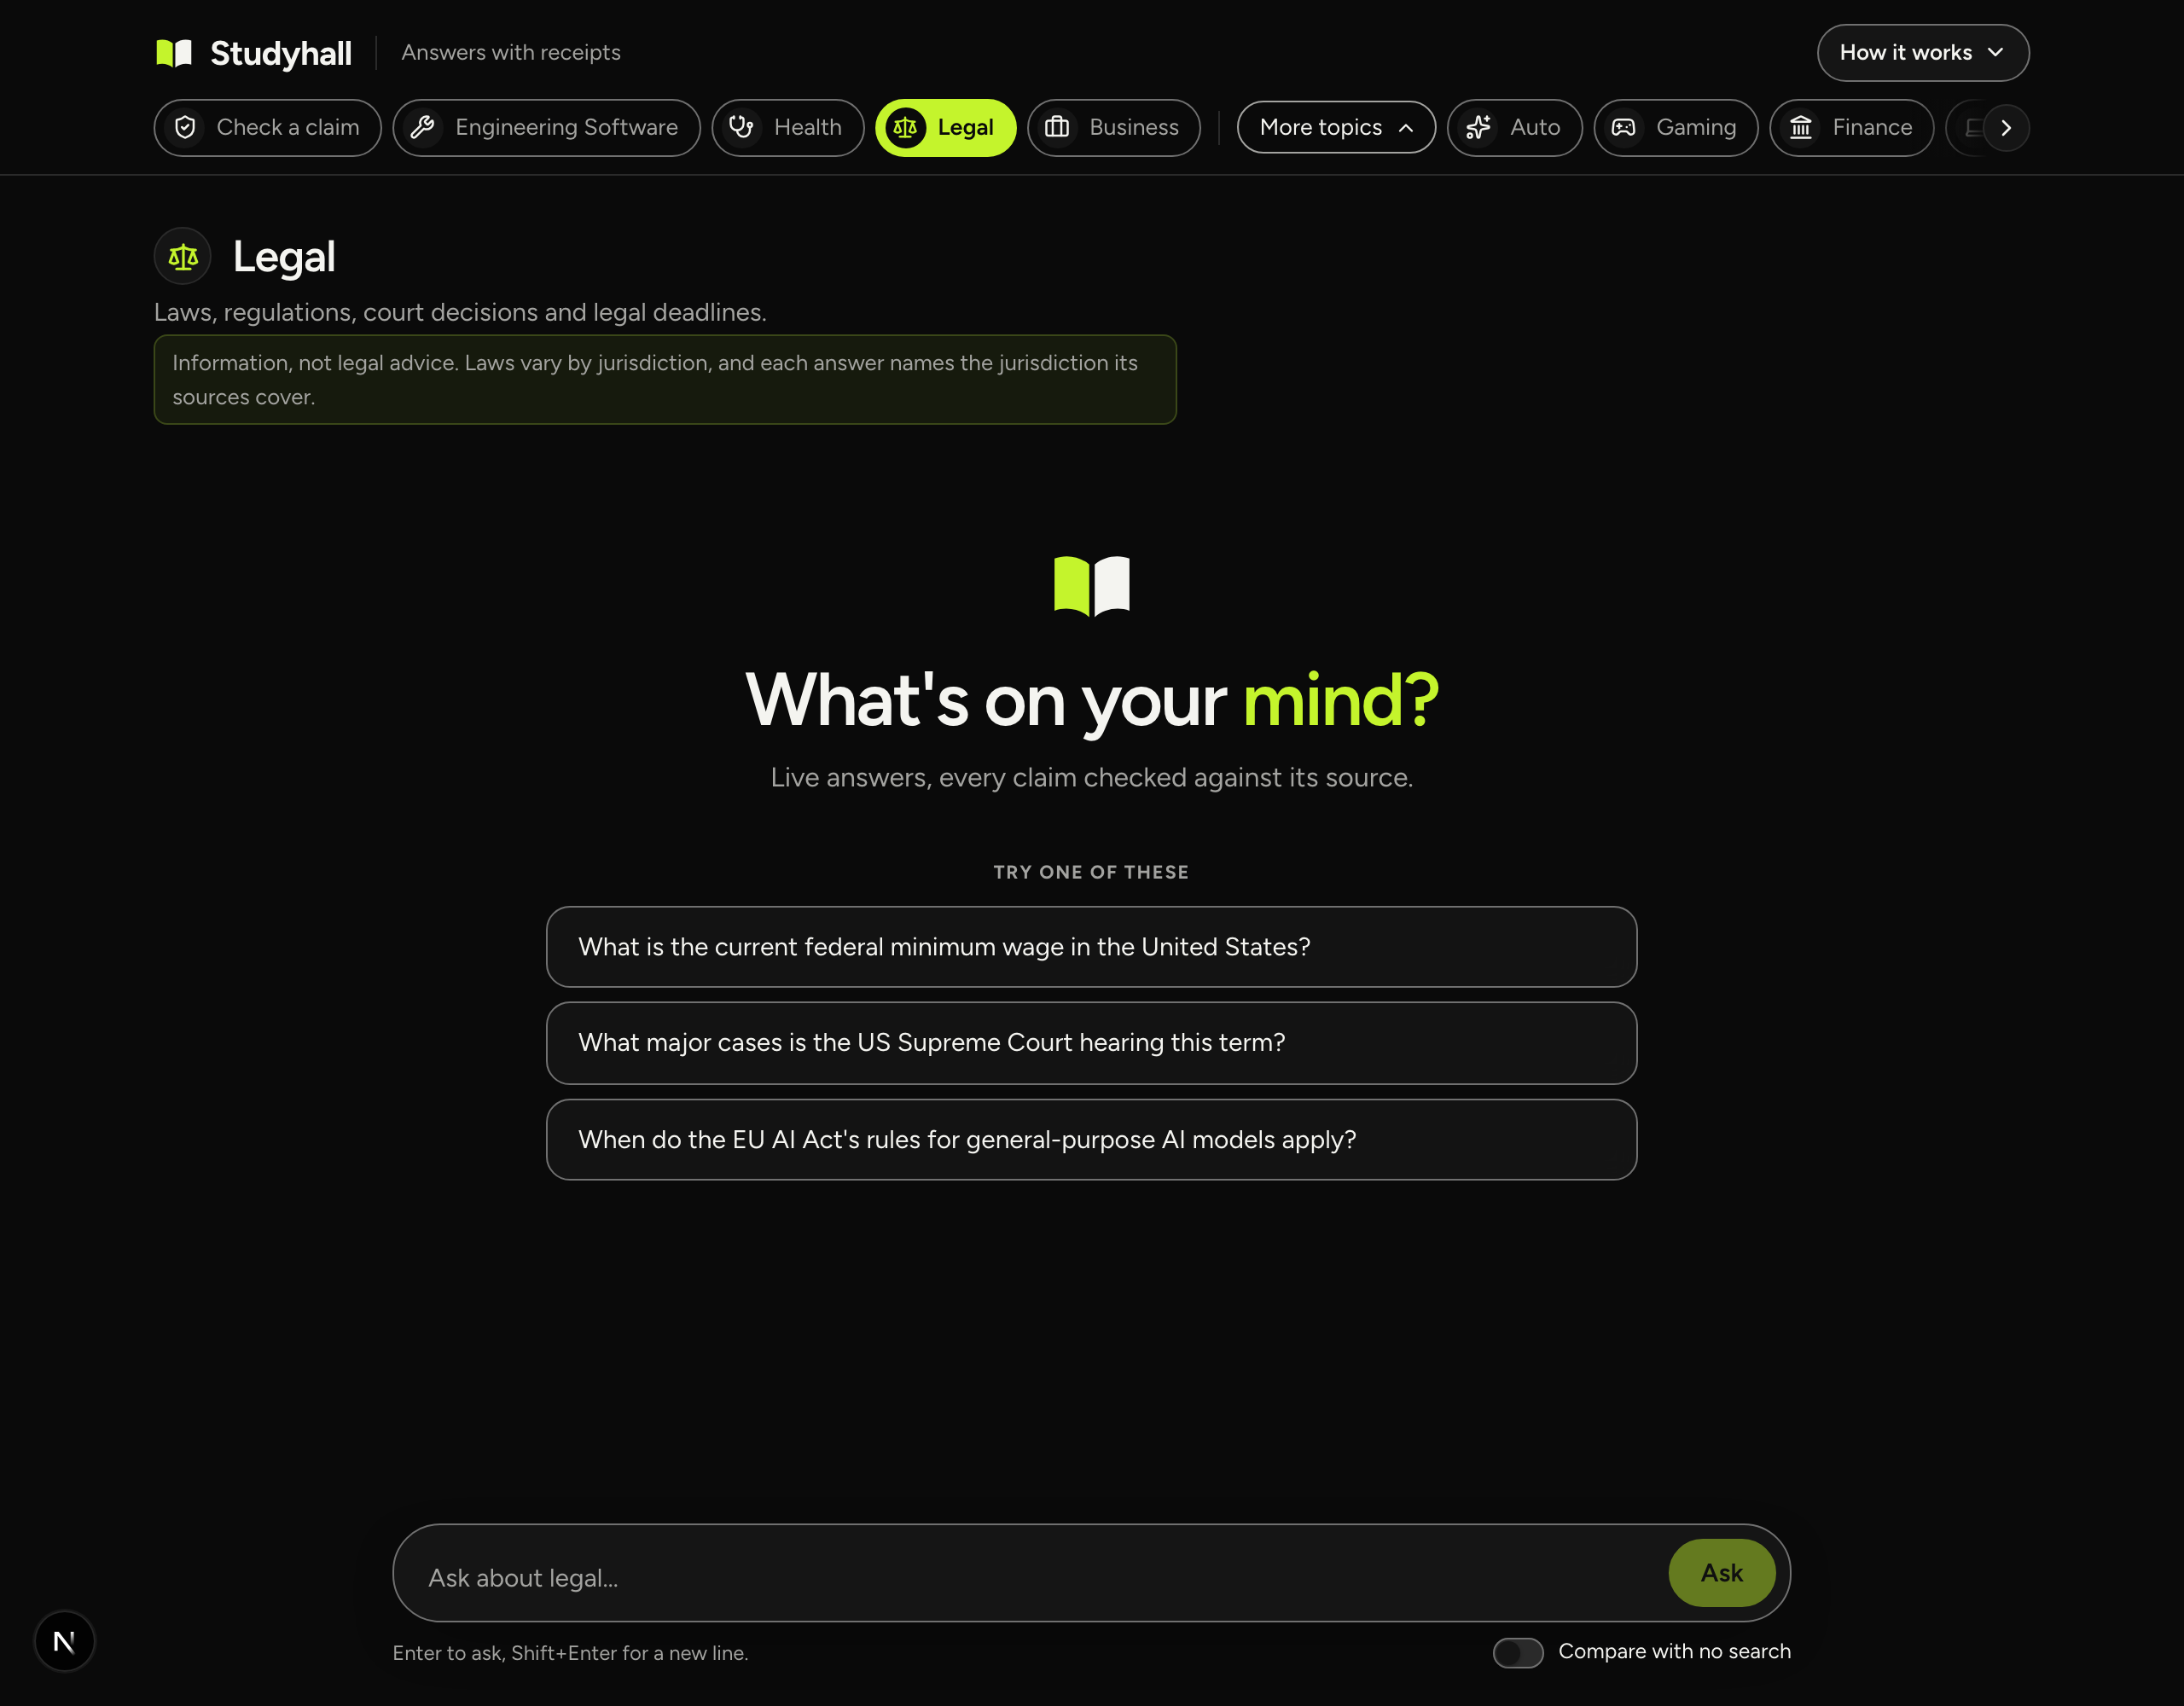 Studyhall
Answers with receipts
How it works
Check a claim
Engineering Software
Health
Legal
Business
More topics
Auto
Gaming
Finance
Legal
Laws, regulations, court decisions and legal deadlines.
Information, not legal advice. Laws vary by jurisdiction, and each answer names the jurisdiction its
sources cover.
What's on your mind?
Live answers, every claim checked against its source.
TRY ONE OF THESE
What is the current federal minimum wage in the United States?
What major cases is the US Supreme Court hearing this term?
When do the EU AI Act's rules for general-purpose AI models apply?
Ask about legal...
Ask
N
Enter to ask, Shift+Enter for a new line.
Compare with no search